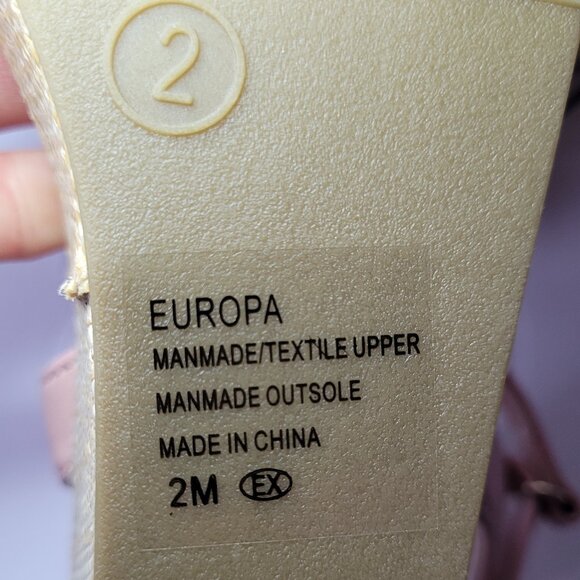 2
EUROPA
MANMADE/TEXTILE UPPER
MANMADE OUTSOLE
MADE IN CHINA
2M EX